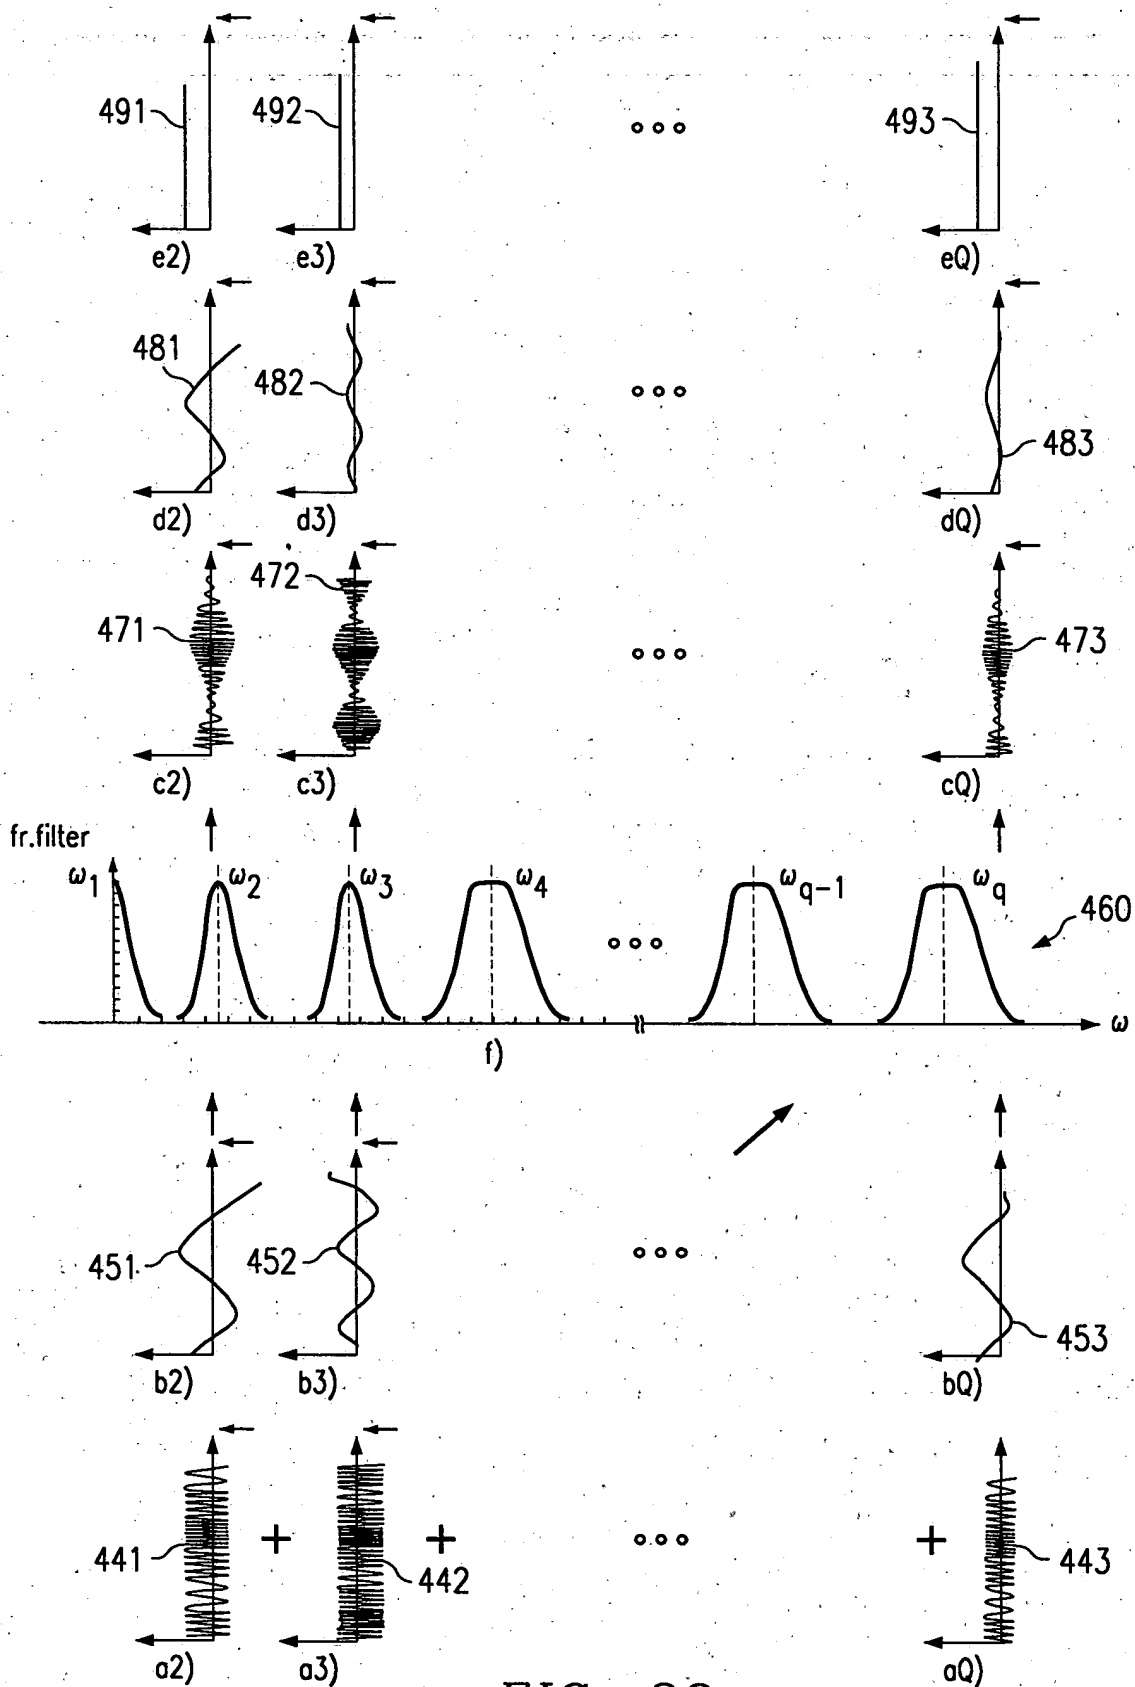 491 492 493
e2) e3) eQ)
481 482 483
d2) d3) dQ)
471 472 473
c2) c3) cQ)
fr.filter
ω1 ω2 ω3 ω4 ωq-1 ωq
460
ω
f)
451 452 453
b2) b3) bQ)
+ + +
441 442 443
a2) a3) aQ)